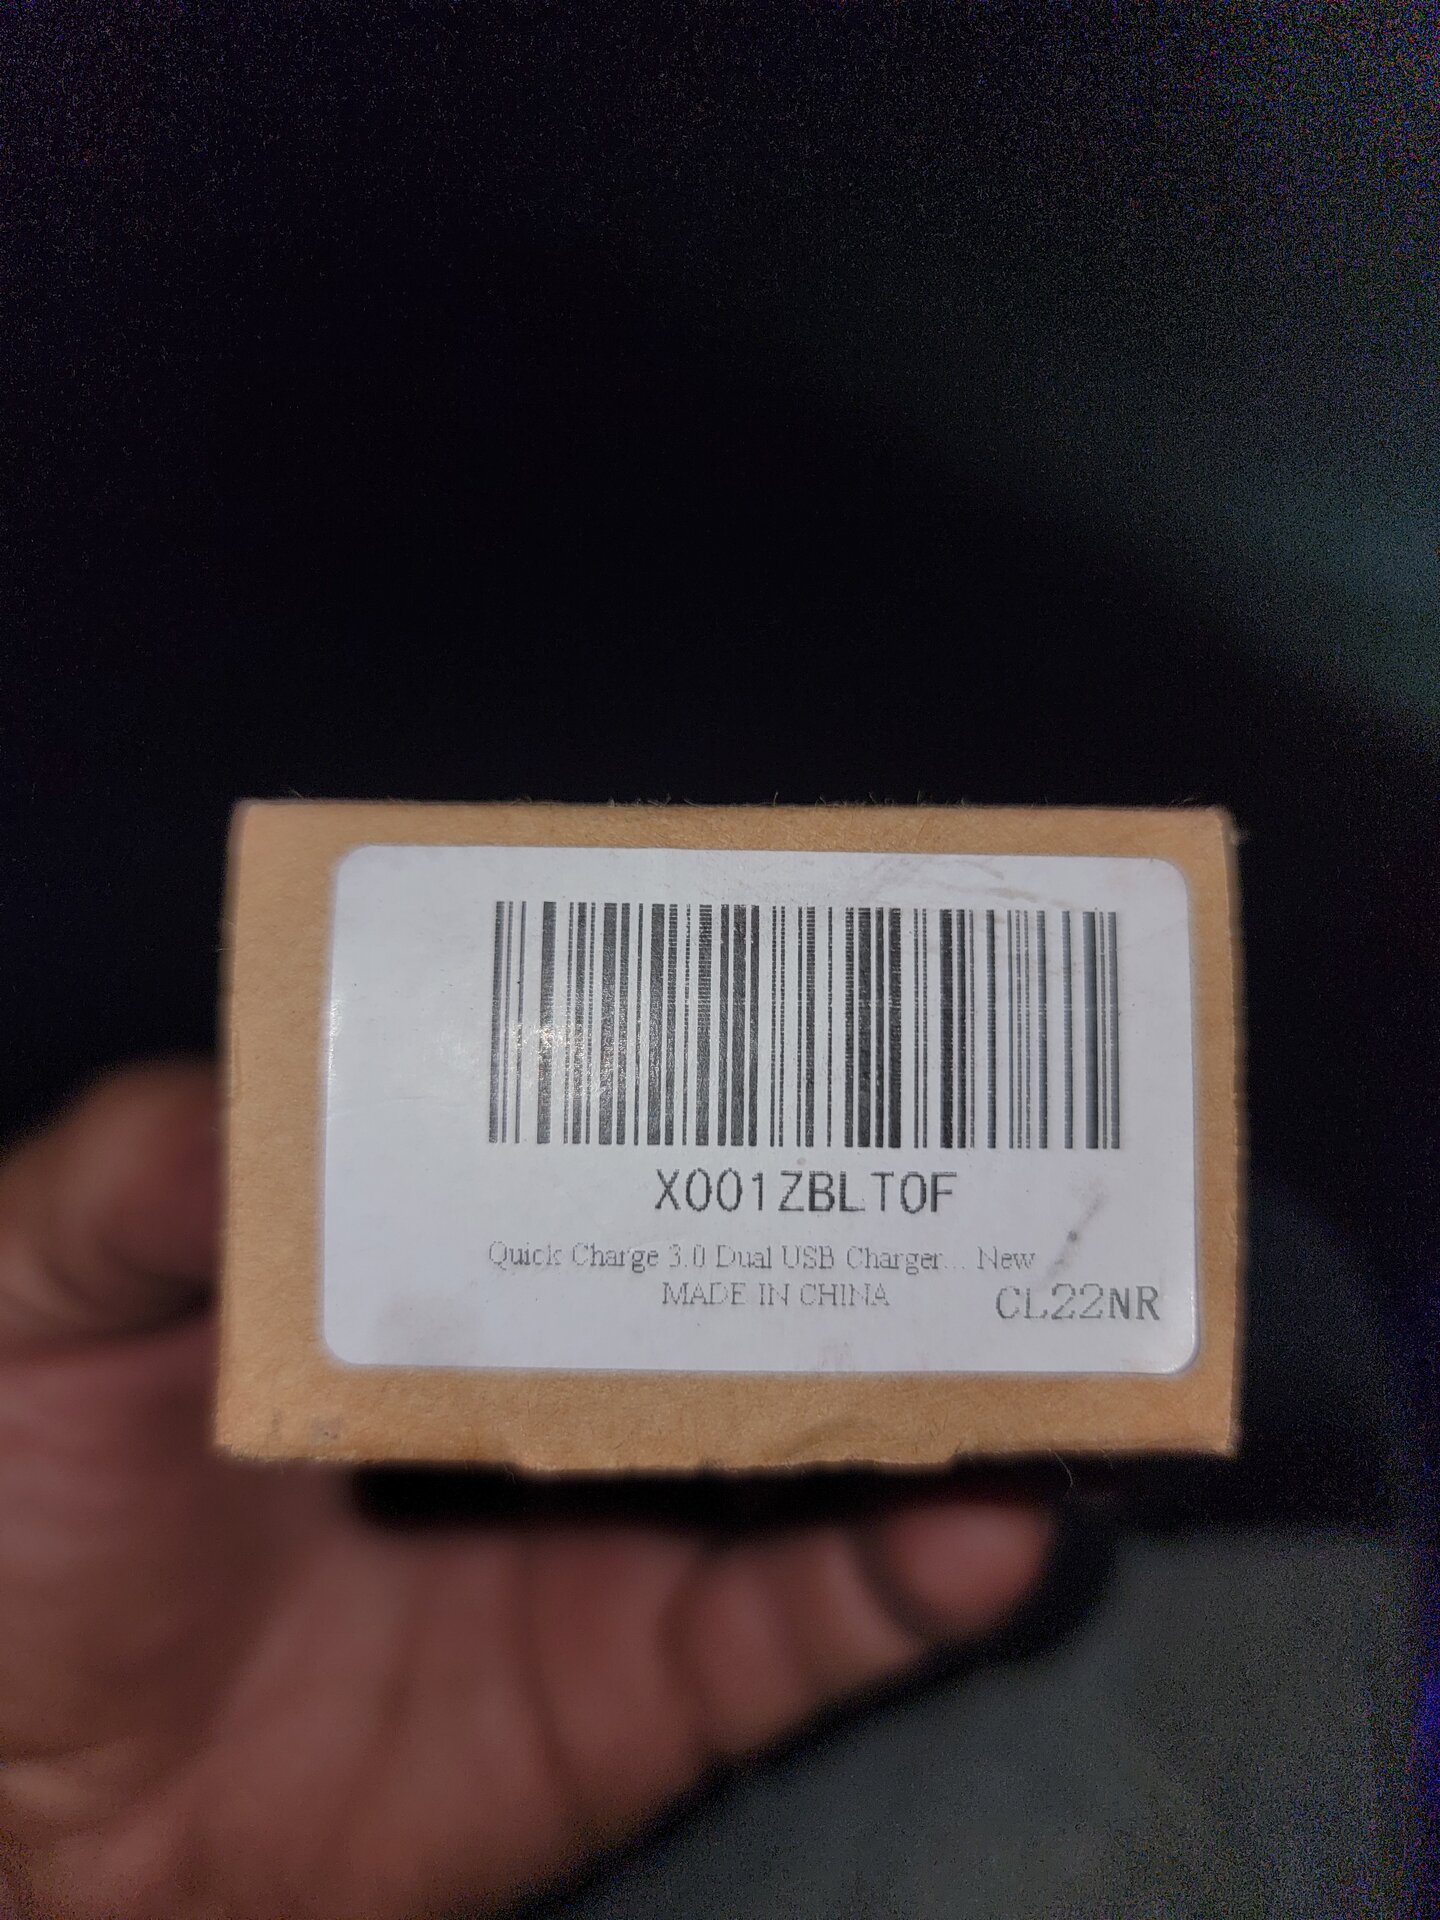 X001ZBLT0F
Quick Charge 3.0 Dual USB Charger... New
MADE IN CHINA
CL22NR